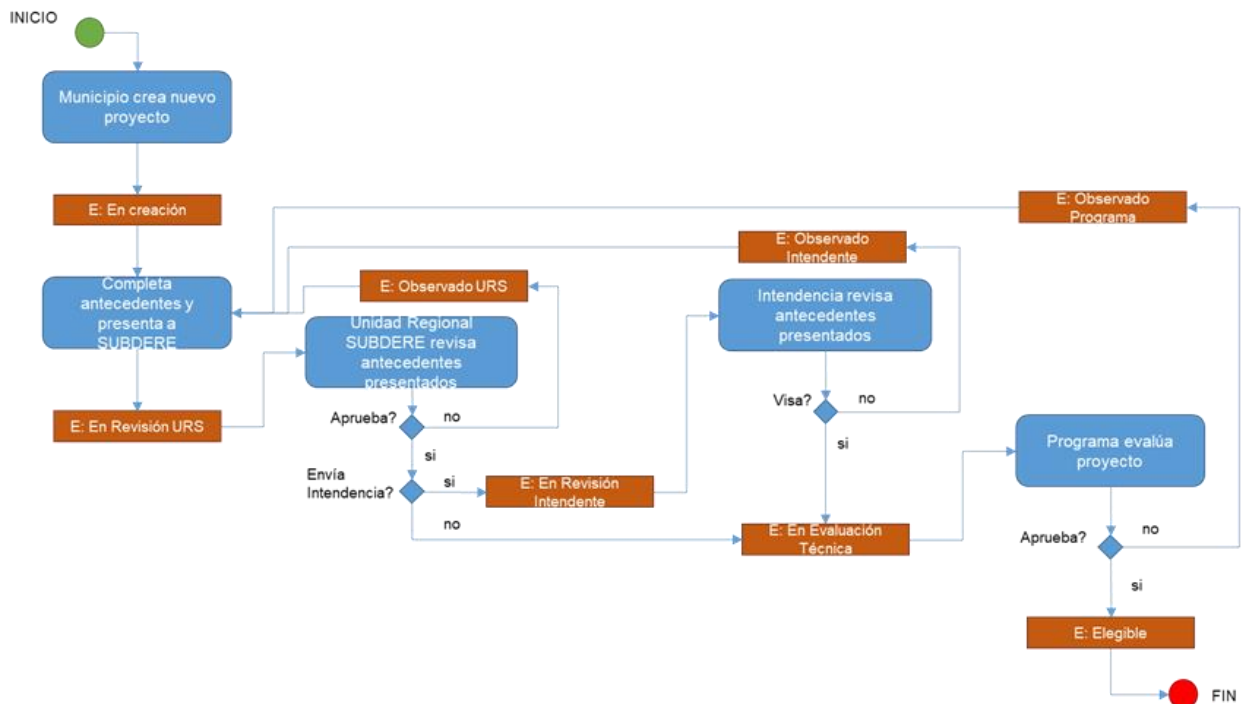 INICIO
Municipio crea nuevo
proyecto
E: En creación
E: Observado
Programa
E: Observado
Intendente
Completa
antecedentes y
presenta a
SUBDERE
E: Observado URS
Intendencia revisa
antecedentes
presentados
Unidad Regional
SUBDERE revisa
antecedentes
presentados
E: En Revisión URS
Aprueba?
no
Visa?
no
si
si
Programa evalúa
proyecto
Envía
Intendencia?
si
E: En Revisión
Intendente
no
E: En Evaluación
Técnica
Aprueba?
no
si
E: Elegible
FIN